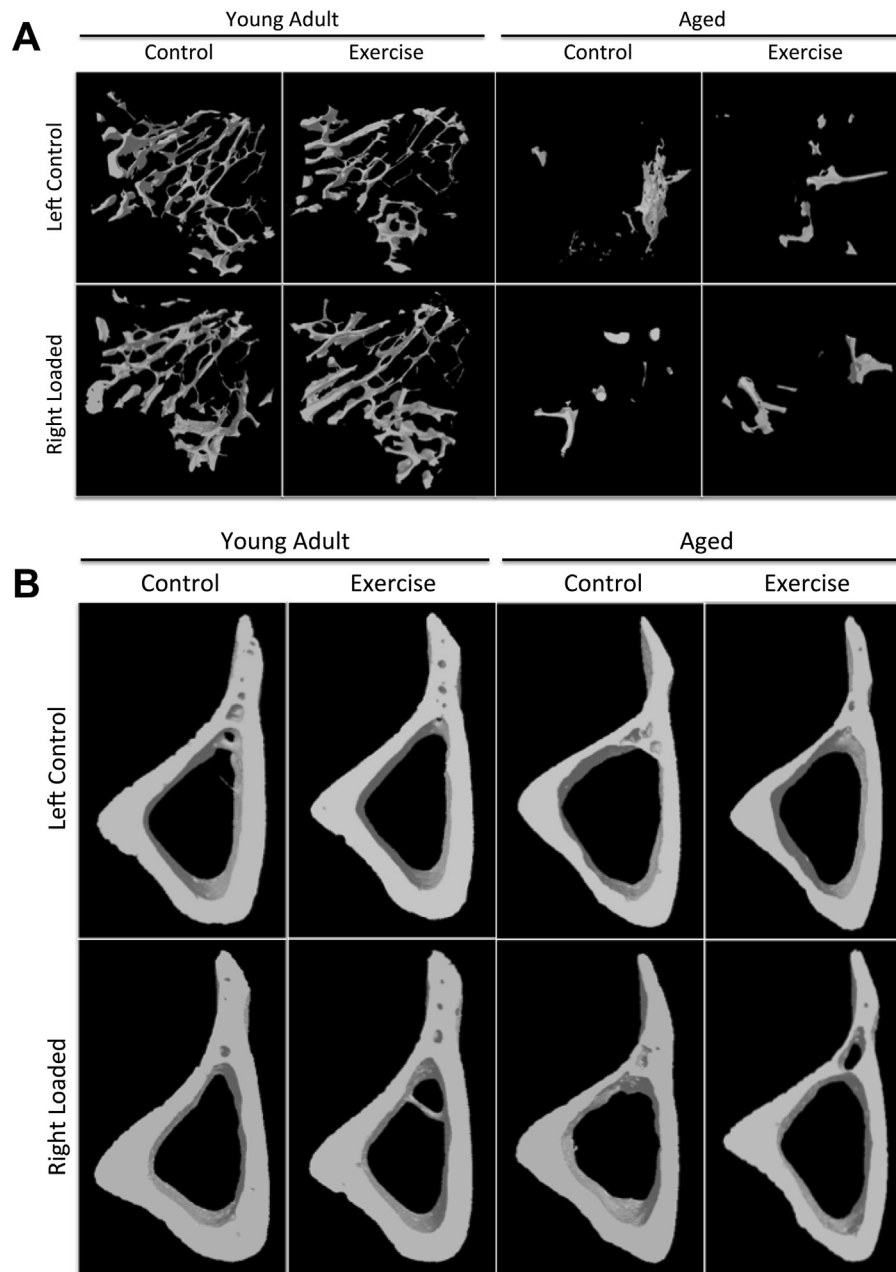 A
Young Adult Aged
Control Exercise Control Exercise
Left Control
Right Loaded
B
Young Adult Aged
Control Exercise Control Exercise
Left Control
Right Loaded